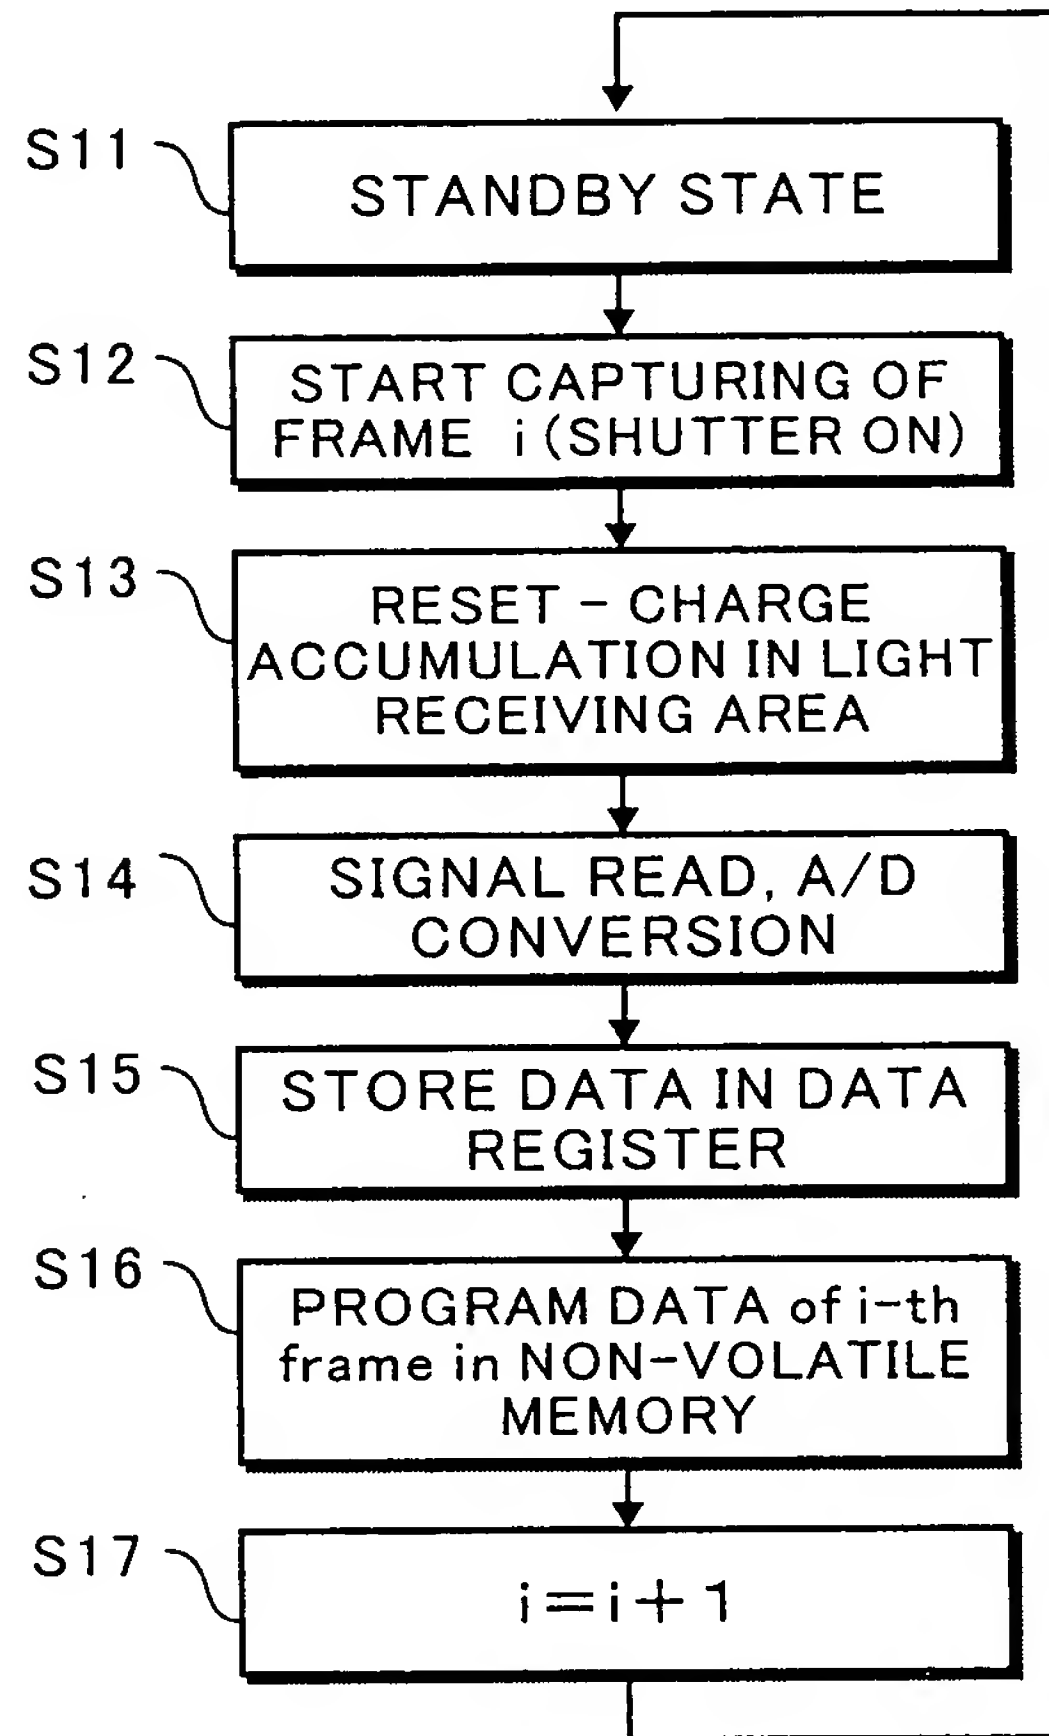 S11
STANDBY STATE
S12
START CAPTURING OF
FRAME i (SHUTTER ON)
S13
RESET - CHARGE
ACCUMULATION IN LIGHT
RECEIVING AREA
S14
SIGNAL READ, A/D
CONVERSION
S15
STORE DATA IN DATA
REGISTER
S16
PROGRAM DATA of i-th
frame in NON-VOLATILE
MEMORY
S17
i=i+1